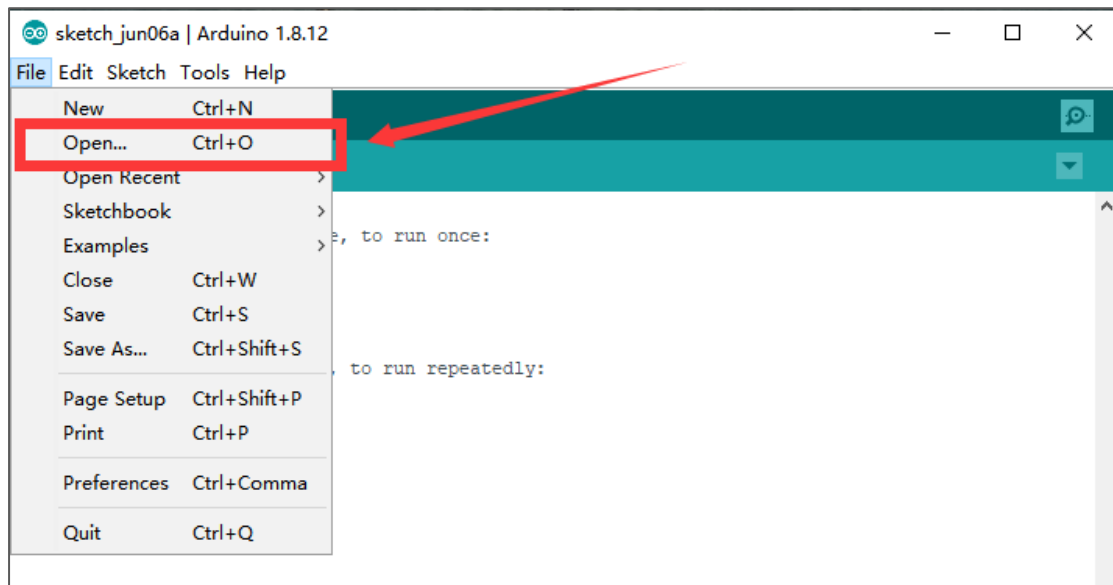 sketch_jun06a | Arduino 1.8.12
File Edit Sketch Tools Help
New Ctrl+N
Open... Ctrl+O
Open Recent
Sketchbook
, to run once:
Examples
Close Ctrl+W
Save Ctrl+S
Save As... Ctrl+Shift+S
, to run repeatedly:
Page Setup Ctrl+Shift+P
Print Ctrl+P
Preferences Ctrl+Comma
Quit Ctrl+Q